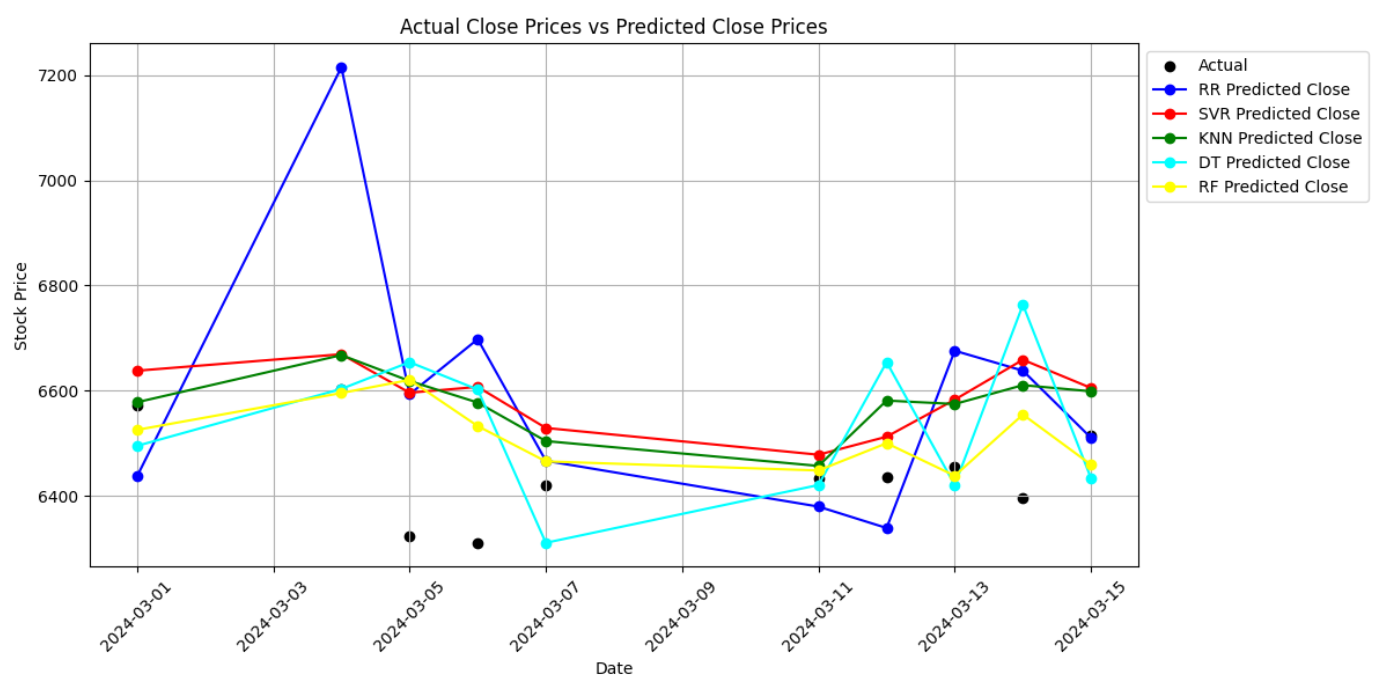 Actual Close Prices vs Predicted Close Prices
7200
7000
6800
6600
6400
Stock Price
2024-03-01
2024-03-03
2024-03-05
2024-03-07
2024-03-09
2024-03-11
2024-03-13
2024-03-15
Date
Actual
RR Predicted Close
SVR Predicted Close
KNN Predicted Close
DT Predicted Close
RF Predicted Close